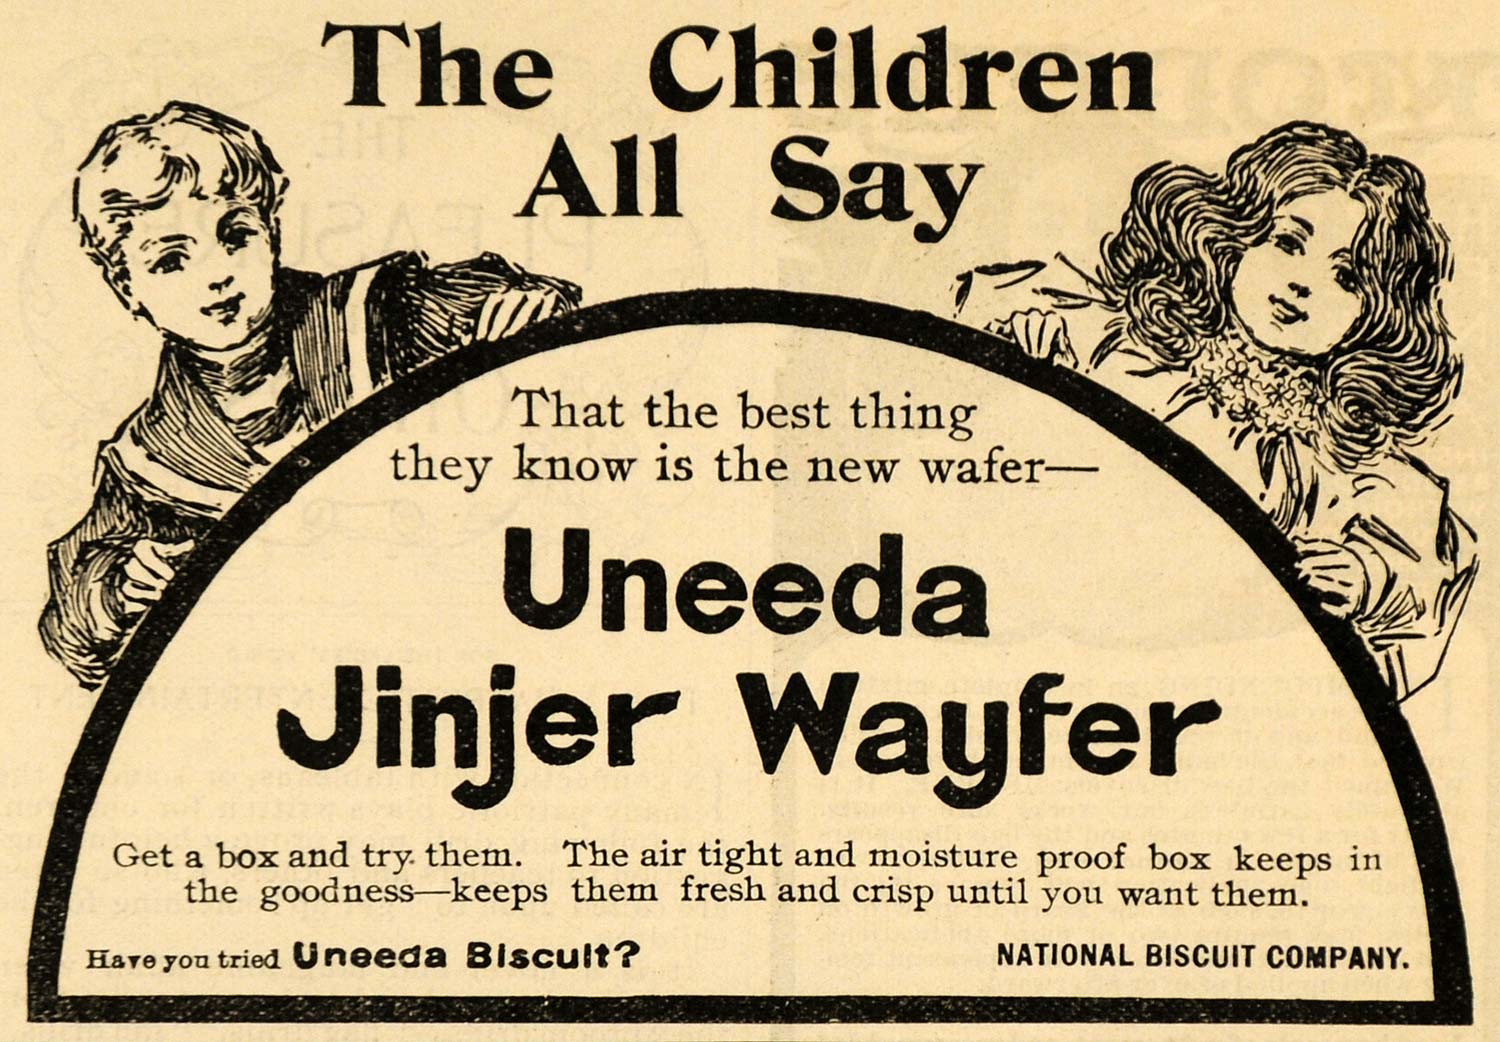 The Children
All Say
That the best thing
they know is the new wafer—
Uneeda
Jinjer Wayfer
Get a box and try them. The air tight and moisture proof box keeps in
the goodness—keeps them fresh and crisp until you want them.
Have you tried Uneeda Biscuit? NATIONAL BISCUIT COMPANY.